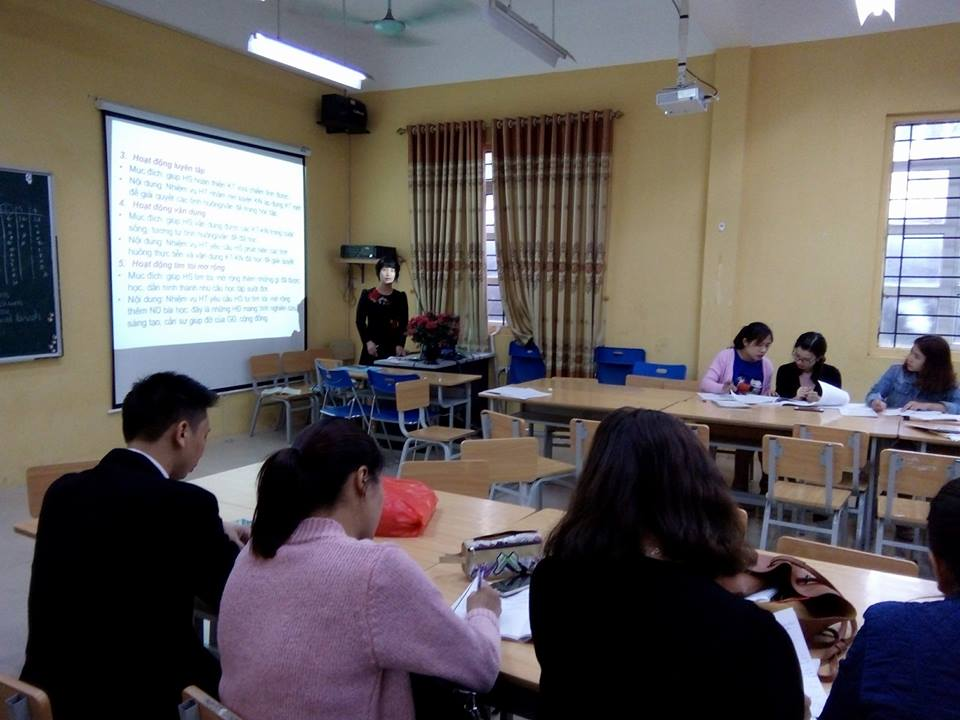 3. Hoạt động luyện tập
• Mục đích: giúp HS hoàn thiện KT vừa chiếm lĩnh được.
• Nội dung: Nhiệm vụ HT nhằm rèn luyện KN áp dụng KT mới
để giải quyết các tình huống/vấn đề trong học tập.
4. Hoạt động vận dụng
• Mục đích: giúp HS vận dụng được các KT-KN trong cuộc
sống, tương tự tình huống/vấn đề đã học.
• Nội dung: Nhiệm vụ HT yêu cầu HS phát hiện các tình
huống thực tiễn và vận dụng KT-KN đã học để giải quyết
5. Hoạt động tìm tòi mở rộng
• Mục đích: giúp HS tìm tòi, mở rộng thêm những gì đã được
học, dần hình thành nhu cầu học tập suốt đời.
• Nội dung: Nhiệm vụ HT yêu cầu HS tự tìm tòi, mở rộng
thêm ND bài học; đây là những HĐ mang tính nghiên cứu,
sáng tạo, cần sự giúp đỡ của GĐ, cộng đồng.